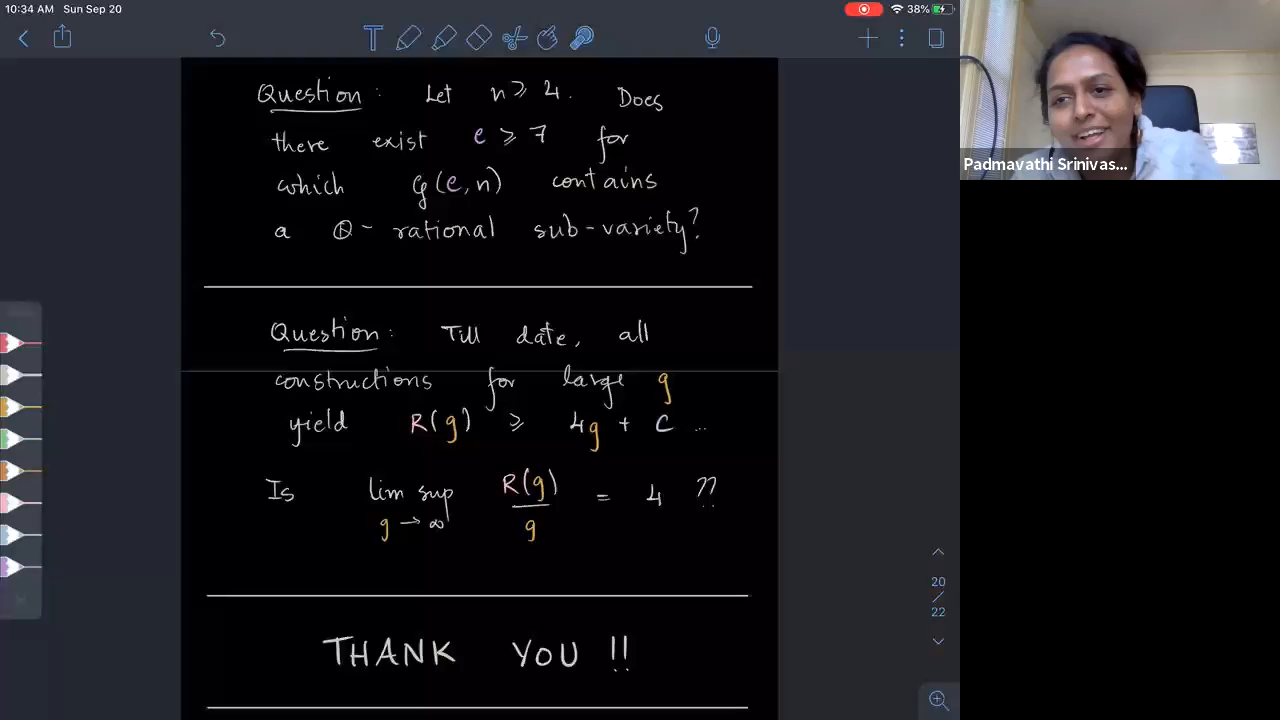 10:34 AM Sun Sep 20
38%
Question: Let n ≥ 4. Does
there exist e ≥ 7 for
which G(e, n) contains
a Q-rational sub-variety?
Question: Till date, all
constructions for large g
yield R(g) ≥ 4g + C ...
Is lim sup g → ∞ R(g)/g = 4 ??
THANK YOU !!
20
/
22
Padmavathi Srinivas...